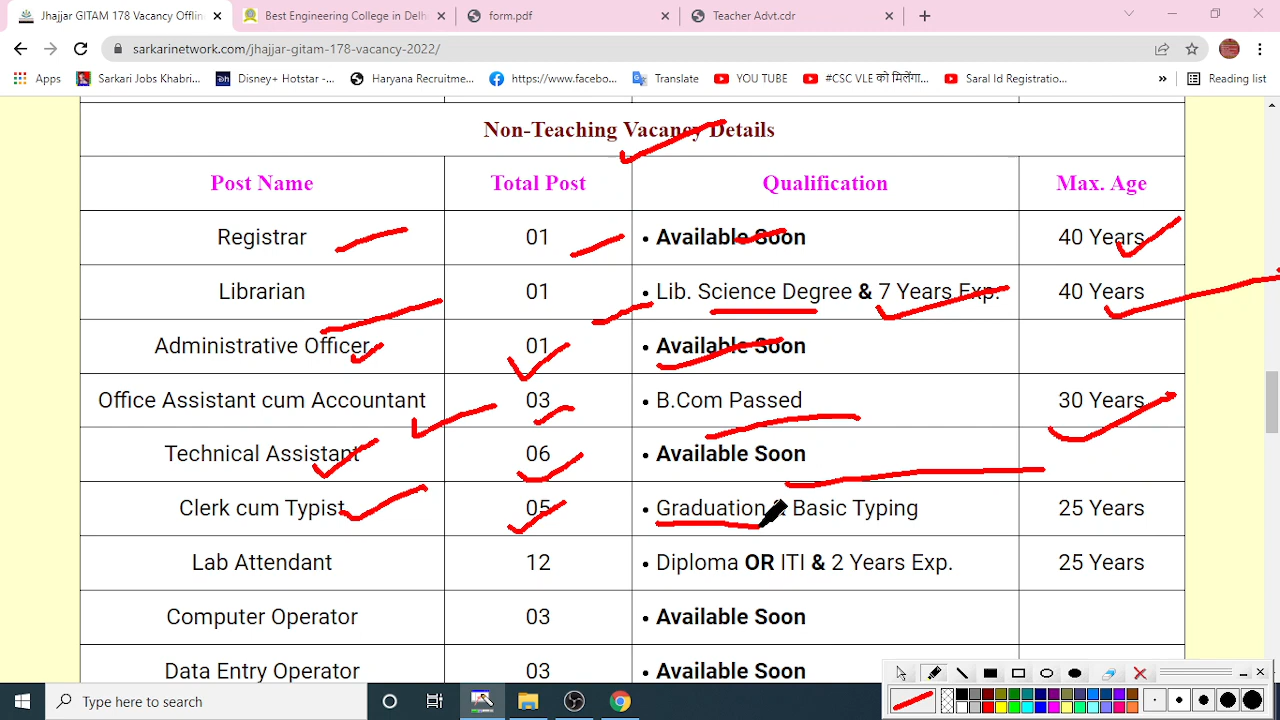 Jhajjar GITAM 178 Vacancy Offlin
Best Engineering College in Delh
form.pdf
Teacher Advt.cdr
sarkarinetwork.com/jhajjar-gitam-178-vacancy-2022/
Apps
Sarkari Jobs Khabri...
Disney+ Hotstar -...
Haryana Recruitme...
https://www.facebo...
Translate
YOU TUBE
#CSC VLE को मिलेंगा...
Saral Id Registratio...
»
Reading list
Non-Teaching Vacancy Details
Post Name Total Post Qualification Max. Age
Registrar 01 • Available Soon 40 Years
Librarian 01 • Lib. Science Degree & 7 Years Exp. 40 Years
Administrative Officer 01 • Available Soon
Office Assistant cum Accountant 03 • B.Com Passed 30 Years
Technical Assistant 06 • Available Soon
Clerk cum Typist 05 • Graduation & Basic Typing 25 Years
Lab Attendant 12 • Diploma OR ITI & 2 Years Exp. 25 Years
Computer Operator 03 • Available Soon
Data Entry Operator 03 • Available Soon
Type here to search